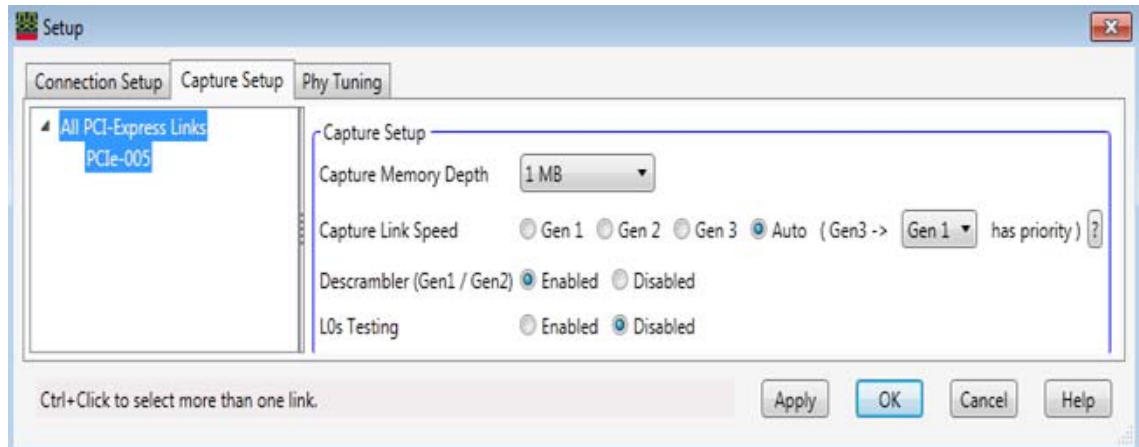 Setup
Connection Setup Capture Setup Phy Tuning
All PCI-Express Links
PCIe-005
Capture Setup
Capture Memory Depth 1 MB
Capture Link Speed Gen 1 Gen 2 Gen 3 Auto ( Gen3 -> Gen 1 has priority ) ?
Descrambler (Gen1 / Gen2) Enabled Disabled
L0s Testing Enabled Disabled
Ctrl+Click to select more than one link.
Apply OK Cancel Help